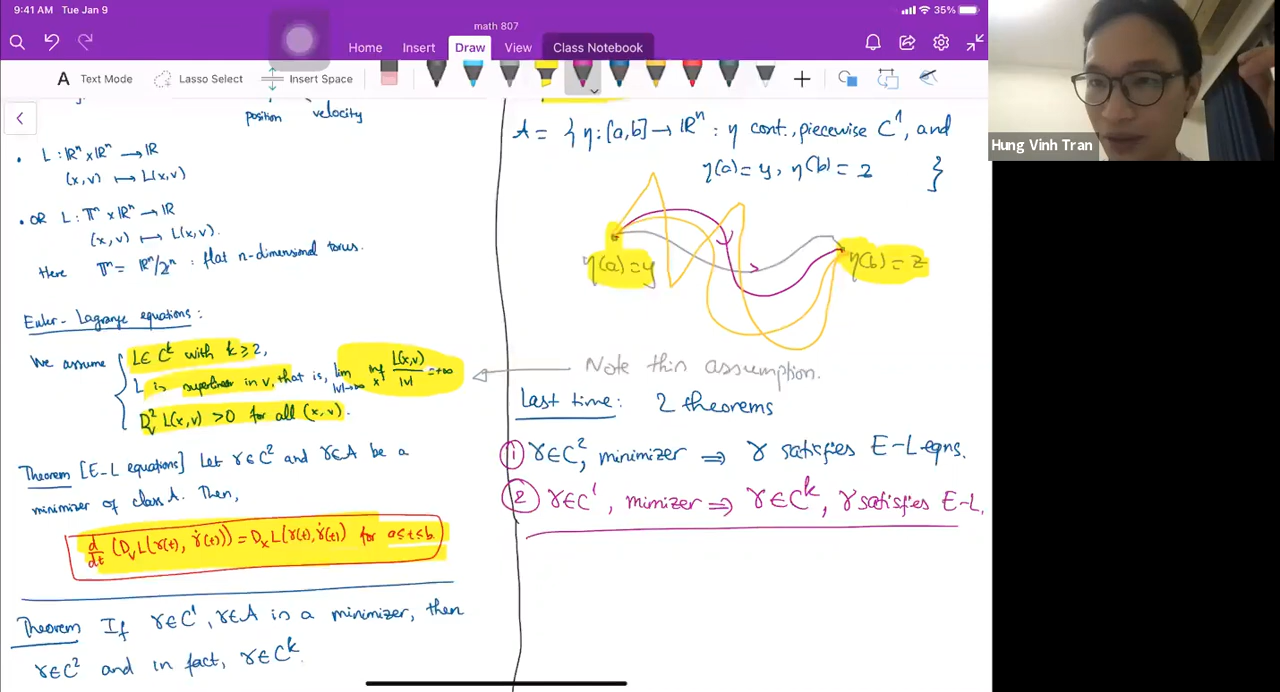 9:41 AM Tue Jan 9
35%
math 807
Home Insert Draw View Class Notebook
Text Mode Lasso Select Insert Space
position velocity
• L : ℝⁿ × ℝⁿ → ℝ
(x, v) ↦ L(x,v)
• OR L : 𝕋ⁿ × ℝⁿ → ℝ
(x, v) ↦ L(x,v).
Here 𝕋ⁿ = ℝⁿ/ℤⁿ : flat n-dimensional torus.
Euler-Lagrange equations:
We assume { L ∈ Cᵏ with k ≥ 2,
L is superlinear in v, that is, lim_{|v|→∞} inf_x L(x,v)/|v| = +∞
D²ᵥ L(x,v) > 0 for all (x,v).
Theorem [E-L equations] Let γ ∈ C² and γ ∈ A be a
minimizer of class A. Then,
d/dt (DᵥL(γ(t), γ̇(t))) = DₓL(γ(t), γ̇(t)) for a ≤ t ≤ b.
Theorem If γ ∈ C¹, γ ∈ A is a minimizer, then
γ ∈ C² and in fact, γ ∈ Cᵏ.
A = { η : [a,b] → ℝⁿ : η cont., piecewise C¹, and
η(a) = y, η(b) = z }
η(a) = y
η(b) = z
Note this assumption.
Last time: 2 theorems
① γ ∈ C², minimizer ⇒ γ satisfies E-L eqns.
② γ ∈ C¹, mimizer ⇒ γ ∈ Cᵏ, γ satisfies E-L.
Hung Vinh Tran